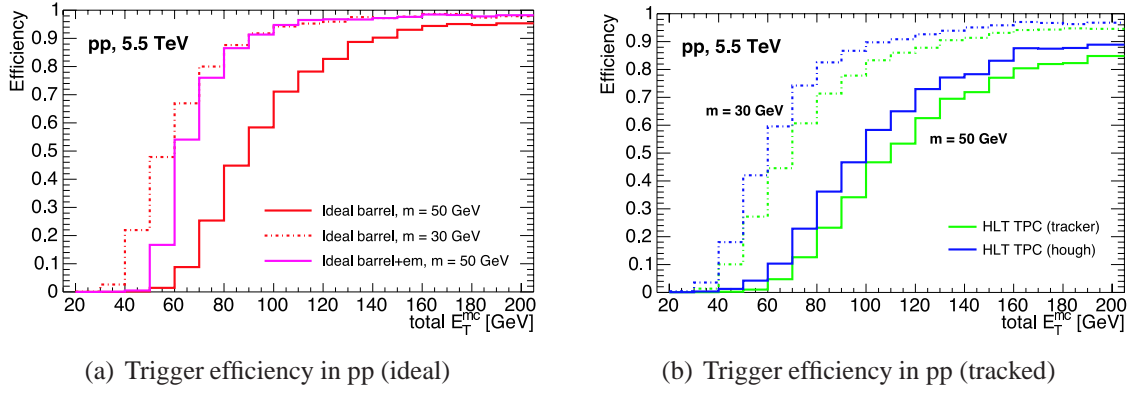 Efficiency
1
0.9
0.8
0.7
0.6
0.5
0.4
0.3
0.2
0.1
0
pp, 5.5 TeV
Ideal barrel, m = 50 GeV
Ideal barrel, m = 30 GeV
Ideal barrel+em, m = 50 GeV
20 40 60 80 100 120 140 160 180 200
total E_T^mc [GeV]
(a) Trigger efficiency in pp (ideal)
Efficiency
1
0.9
0.8
0.7
0.6
0.5
0.4
0.3
0.2
0.1
0
pp, 5.5 TeV
m = 30 GeV
m = 50 GeV
HLT TPC (tracker)
HLT TPC (hough)
20 40 60 80 100 120 140 160 180 200
total E_T^mc [GeV]
(b) Trigger efficiency in pp (tracked)